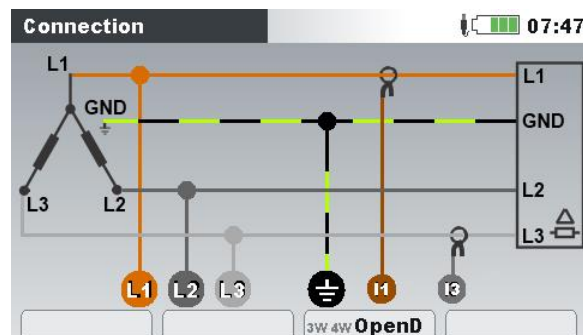 Connection 07:47
L1 L1
GND GND
L3 L2 L2
L3
L1 L2 L3 I1 I3
3W 4W OpenD